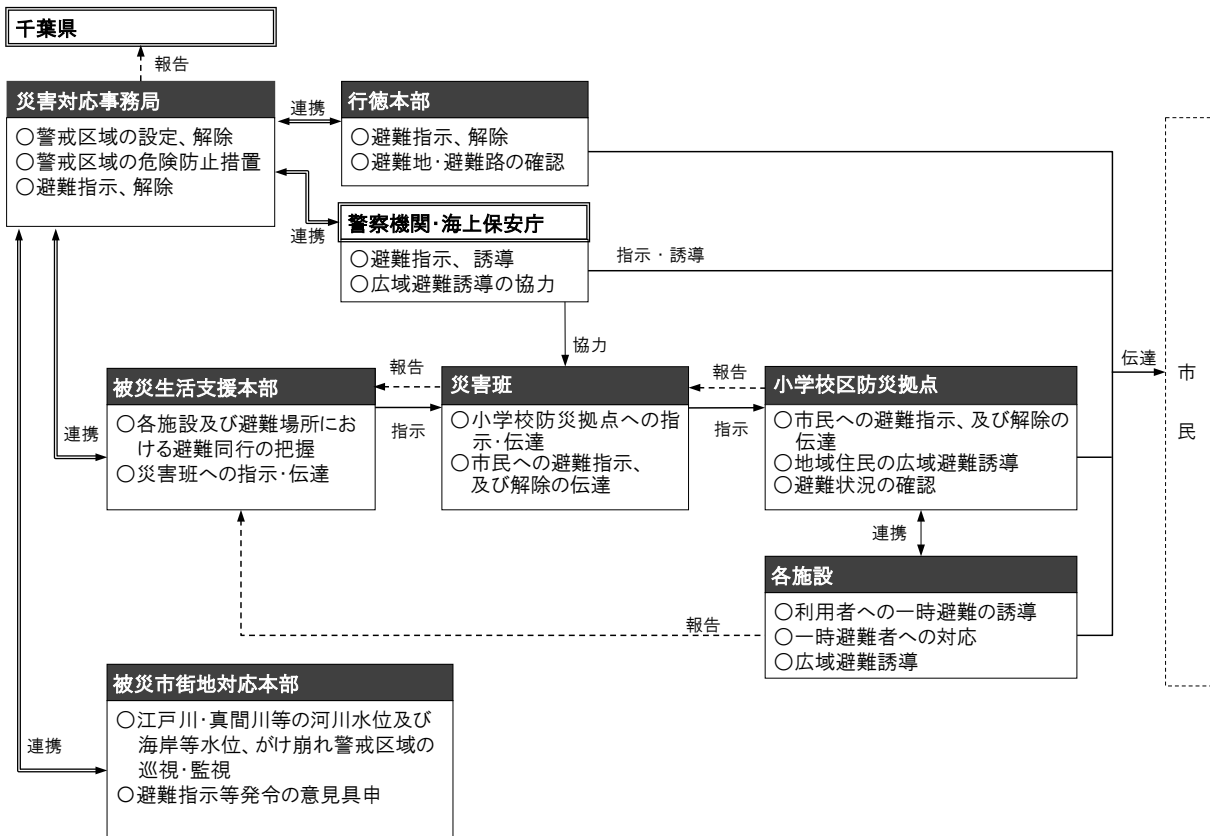 千葉県
報告
災害対応事務局
○警戒区域の設定、解除
○警戒区域の危険防止措置
○避難指示、解除
連携
行徳本部
○避難指示、解除
○避難地・避難路の確認
連携
警察機関・海上保安庁
○避難指示、誘導
○広域避難誘導の協力
指示・誘導
協力
伝達
市
民
連携
被災生活支援本部
○各施設及び避難場所にお
ける避難同行の把握
○災害班への指示・伝達
報告
指示
災害班
○小学校防災拠点への指
示・伝達
○市民への避難指示、
及び解除の伝達
報告
指示
小学校区防災拠点
○市民への避難指示、及び解除の
伝達
○地域住民の広域避難誘導
○避難状況の確認
連携
各施設
○利用者への一時避難の誘導
○一時避難者への対応
○広域避難誘導
報告
連携
被災市街地対応本部
○江戸川・真間川等の河川水位及び
海岸等水位、がけ崩れ警戒区域の
巡視・監視
○避難指示等発令の意見具申